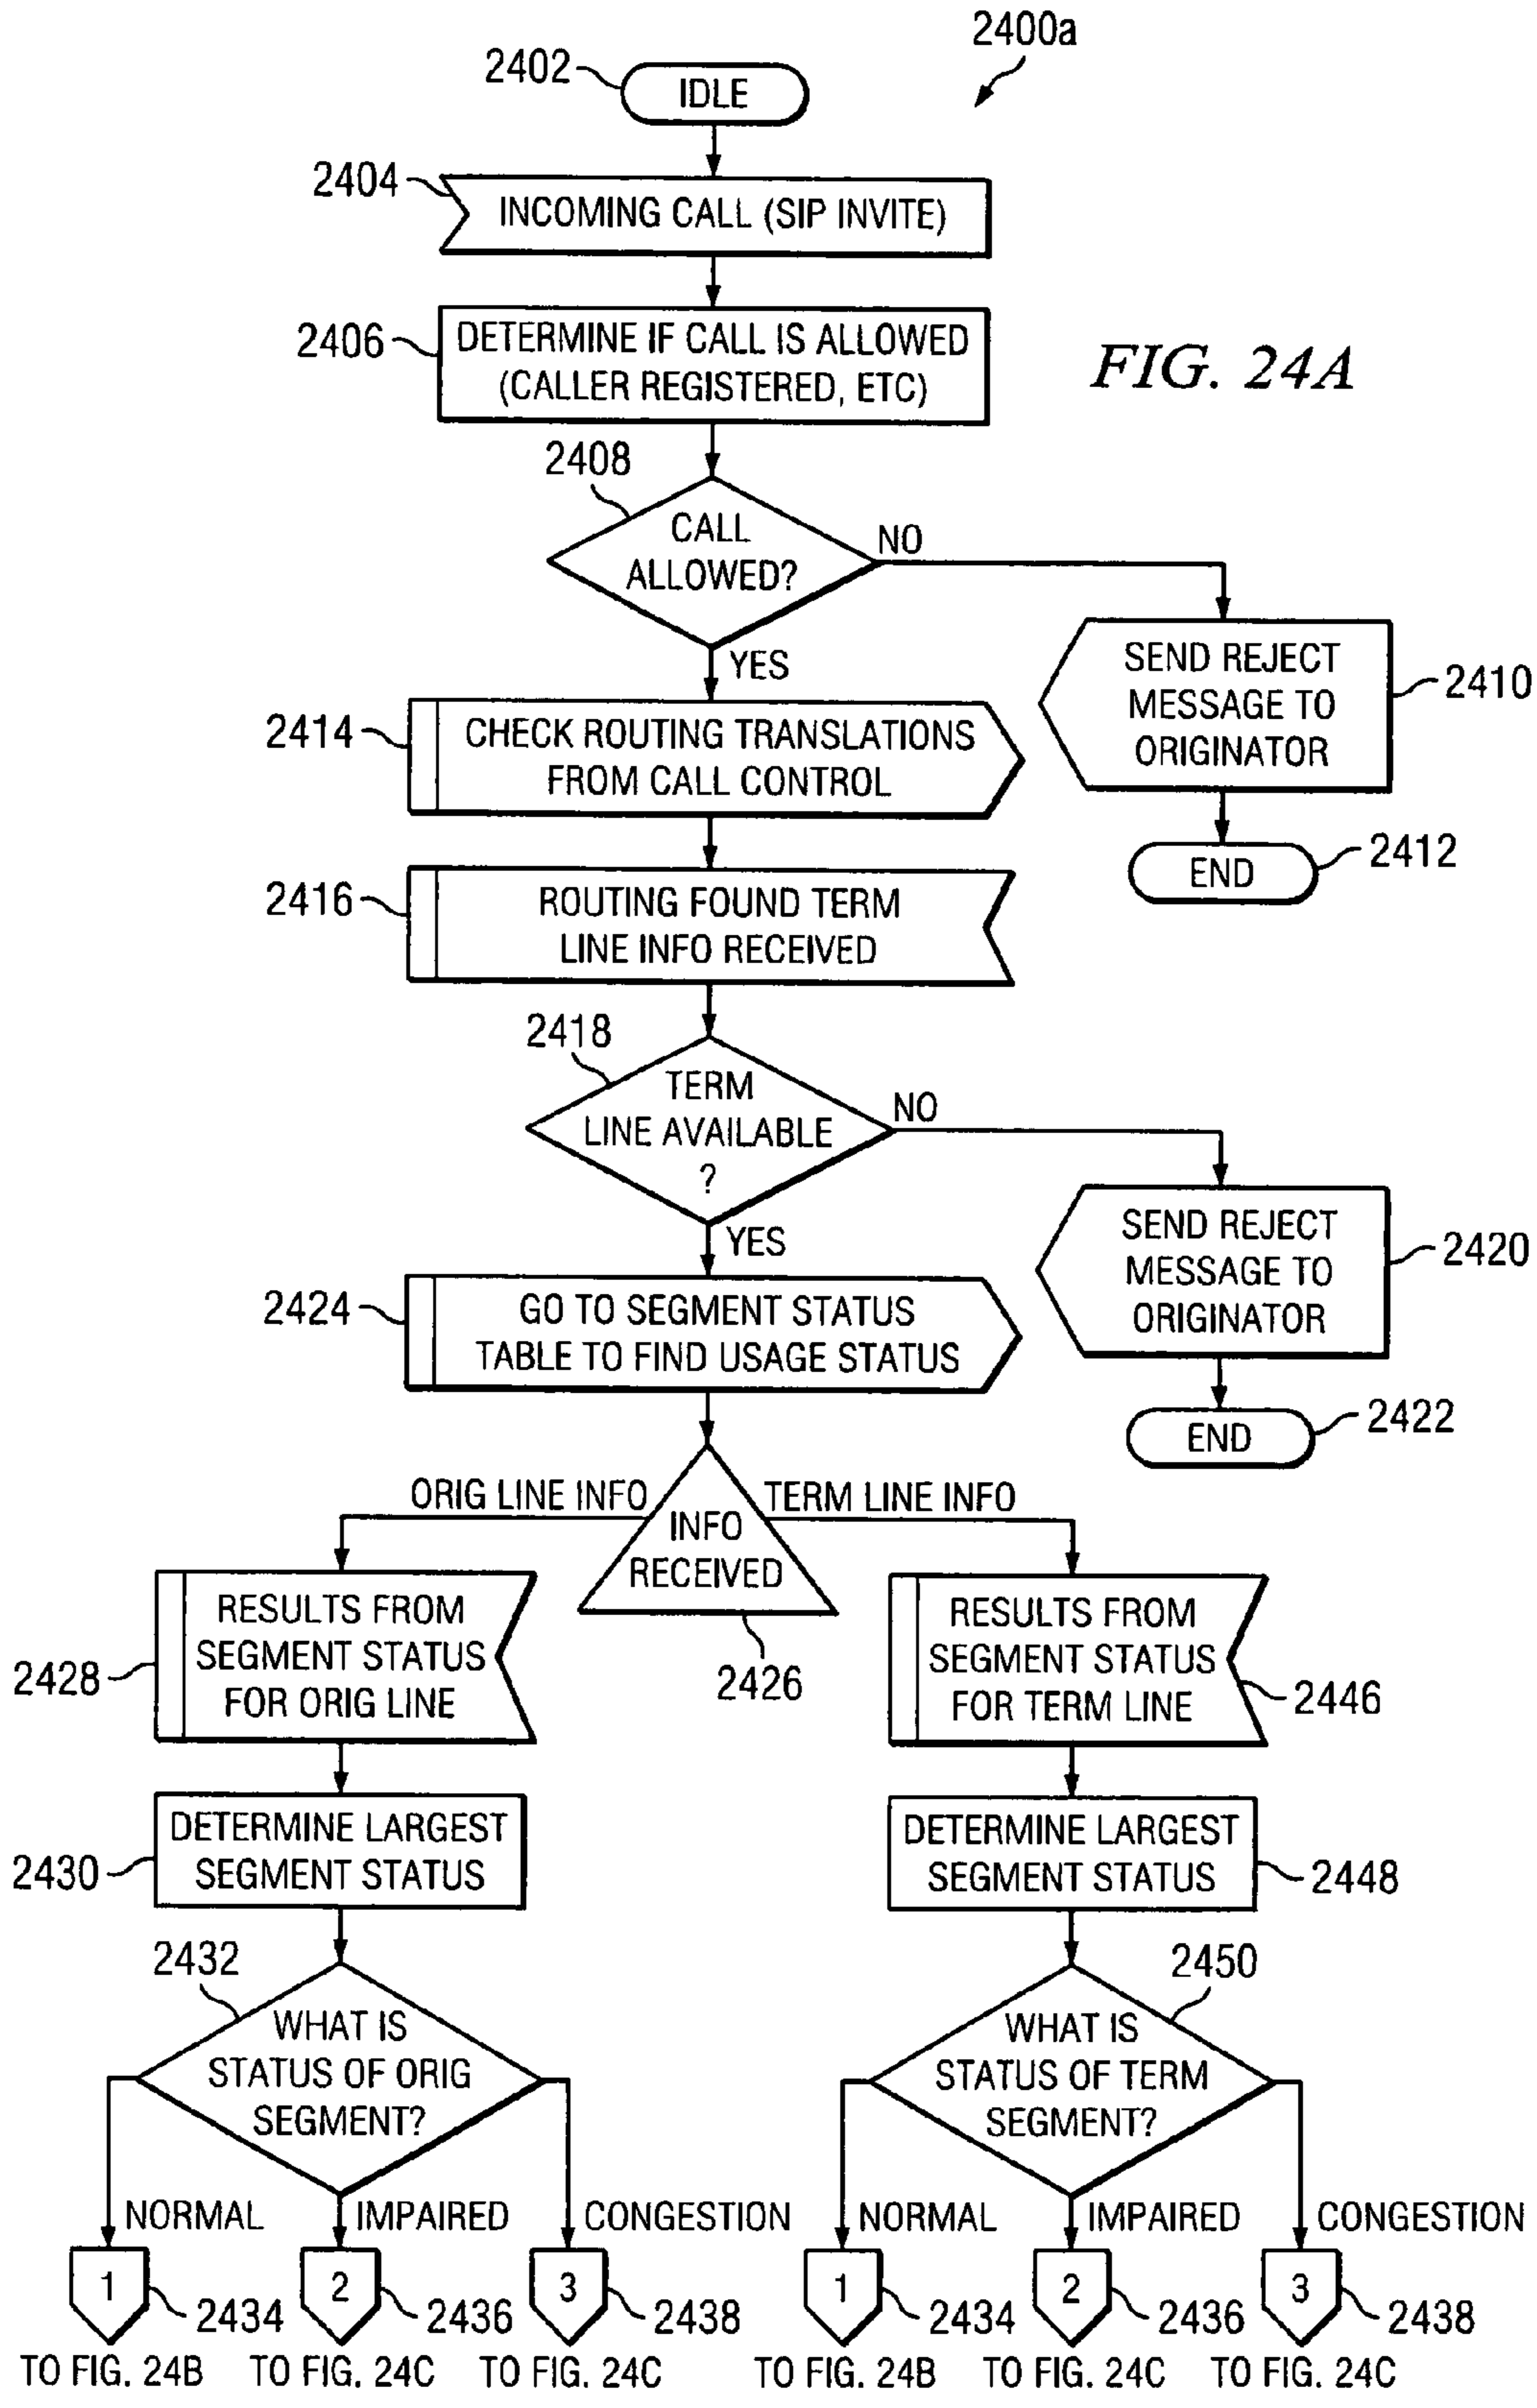 2400a
2402
IDLE
2404
INCOMING CALL (SIP INVITE)
2406
DETERMINE IF CALL IS ALLOWED
(CALLER REGISTERED, ETC)
FIG. 24A
2408
CALL
ALLOWED?
NO
YES
SEND REJECT
MESSAGE TO
ORIGINATOR
2410
END
2412
2414
CHECK ROUTING TRANSLATIONS
FROM CALL CONTROL
2416
ROUTING FOUND TERM
LINE INFO RECEIVED
2418
TERM
LINE AVAILABLE
?
NO
YES
SEND REJECT
MESSAGE TO
ORIGINATOR
2420
END
2422
2424
GO TO SEGMENT STATUS
TABLE TO FIND USAGE STATUS
ORIG LINE INFO
TERM LINE INFO
INFO
RECEIVED
2426
RESULTS FROM
SEGMENT STATUS
FOR ORIG LINE
2428
RESULTS FROM
SEGMENT STATUS
FOR TERM LINE
2446
DETERMINE LARGEST
SEGMENT STATUS
2430
DETERMINE LARGEST
SEGMENT STATUS
2448
2432
WHAT IS
STATUS OF ORIG
SEGMENT?
2450
WHAT IS
STATUS OF TERM
SEGMENT?
NORMAL
IMPAIRED
CONGESTION
NORMAL
IMPAIRED
CONGESTION
1
2434
2
2436
3
2438
1
2434
2
2436
3
2438
TO FIG. 24B
TO FIG. 24C
TO FIG. 24C
TO FIG. 24B
TO FIG. 24C
TO FIG. 24C